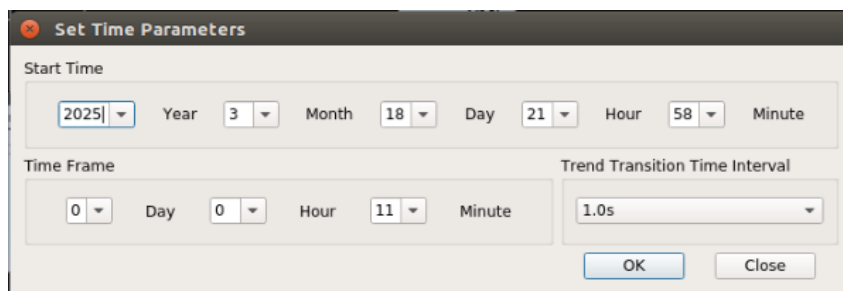 Set Time Parameters
Start Time
2025 Year 3 Month 18 Day 21 Hour 58 Minute
Time Frame Trend Transition Time Interval
0 Day 0 Hour 11 Minute 1.0s
OK Close